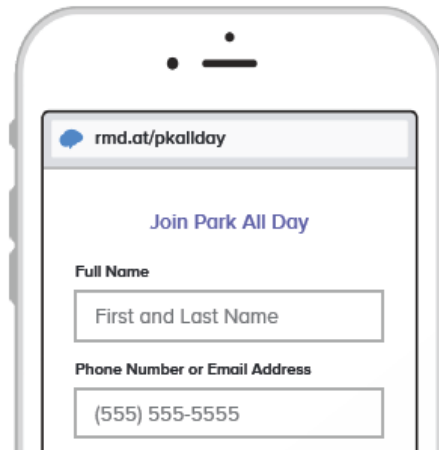 rmd.at/pkallday
Join Park All Day
Full Name
First and Last Name
Phone Number or Email Address
(555) 555-5555